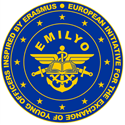 EUROPEAN INITIATIVE FOR THE EXCHANGE OF YOUNG OFFICERS INSPIRED BY ERASMUS
EMILYO